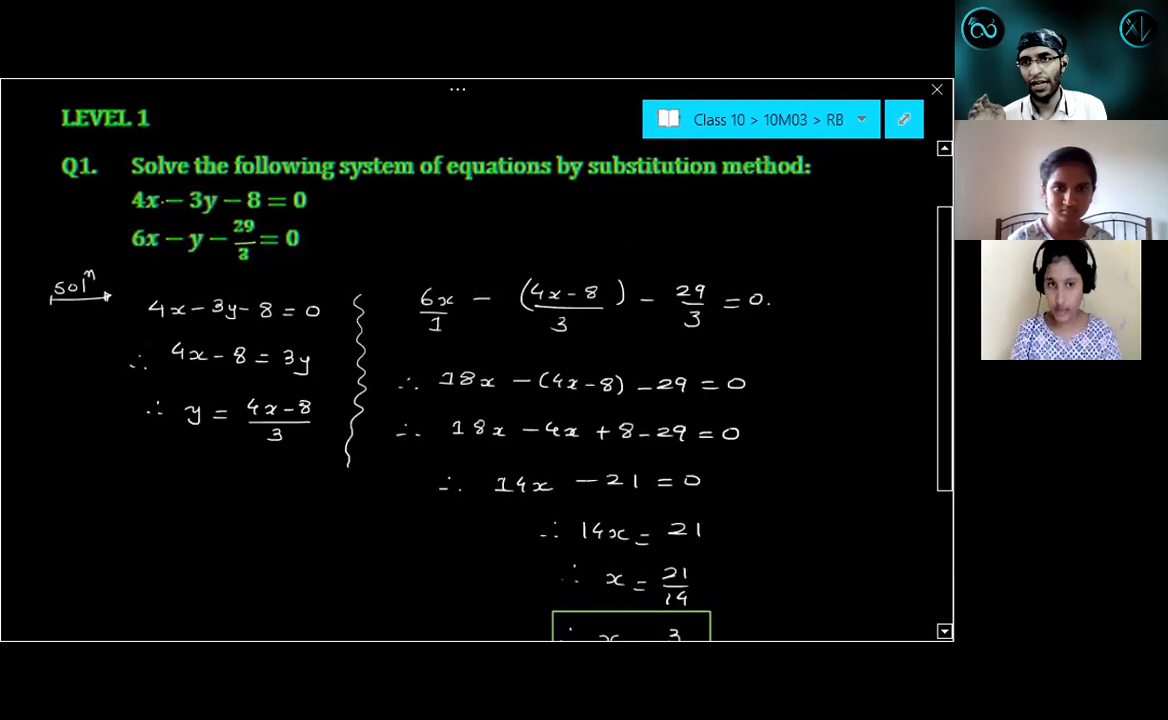 LEVEL 1
Class 10 > 10M03 > RB
Q1. Solve the following system of equations by substitution method:
4x - 3y - 8 = 0
6x - y - 29/3 = 0
Solⁿ
4x - 3y - 8 = 0
∴ 4x - 8 = 3y
∴ y = (4x - 8)/3
6x/1 - (4x - 8)/3 - 29/3 = 0.
∴ 18x - (4x - 8) - 29 = 0
∴ 18x - 4x + 8 - 29 = 0
∴ 14x - 21 = 0
∴ 14x = 21
∴ x = 21/14
∴ x 3